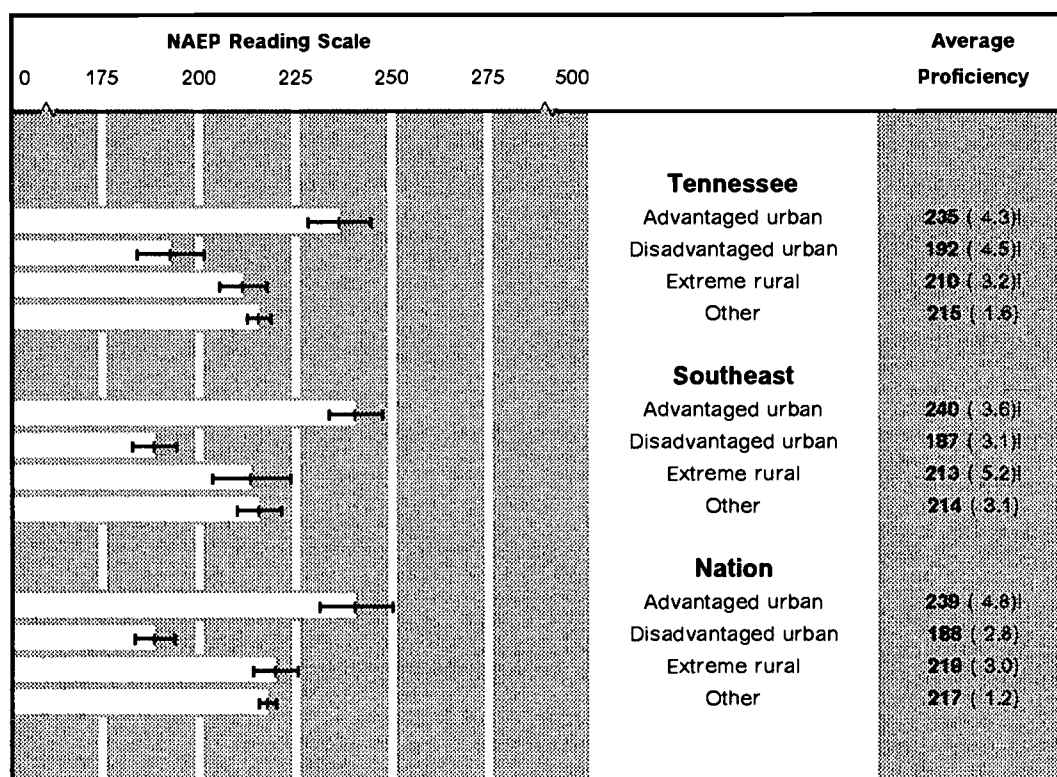 NAEP Reading Scale Average
0 175 200 225 250 275 500 Proficiency
Tennessee
Advantaged urban 235 ( 4.3)!
Disadvantaged urban 192 ( 4.5)!
Extreme rural 210 ( 3.2)!
Other 215 ( 1.6)
Southeast
Advantaged urban 240 ( 3.6)!
Disadvantaged urban 187 ( 3.1)!
Extreme rural 213 ( 5.2)!
Other 214 ( 3.1)
Nation
Advantaged urban 239 ( 4.8)!
Disadvantaged urban 188 ( 2.8)
Extreme rural 219 ( 3.0)
Other 217 ( 1.2)